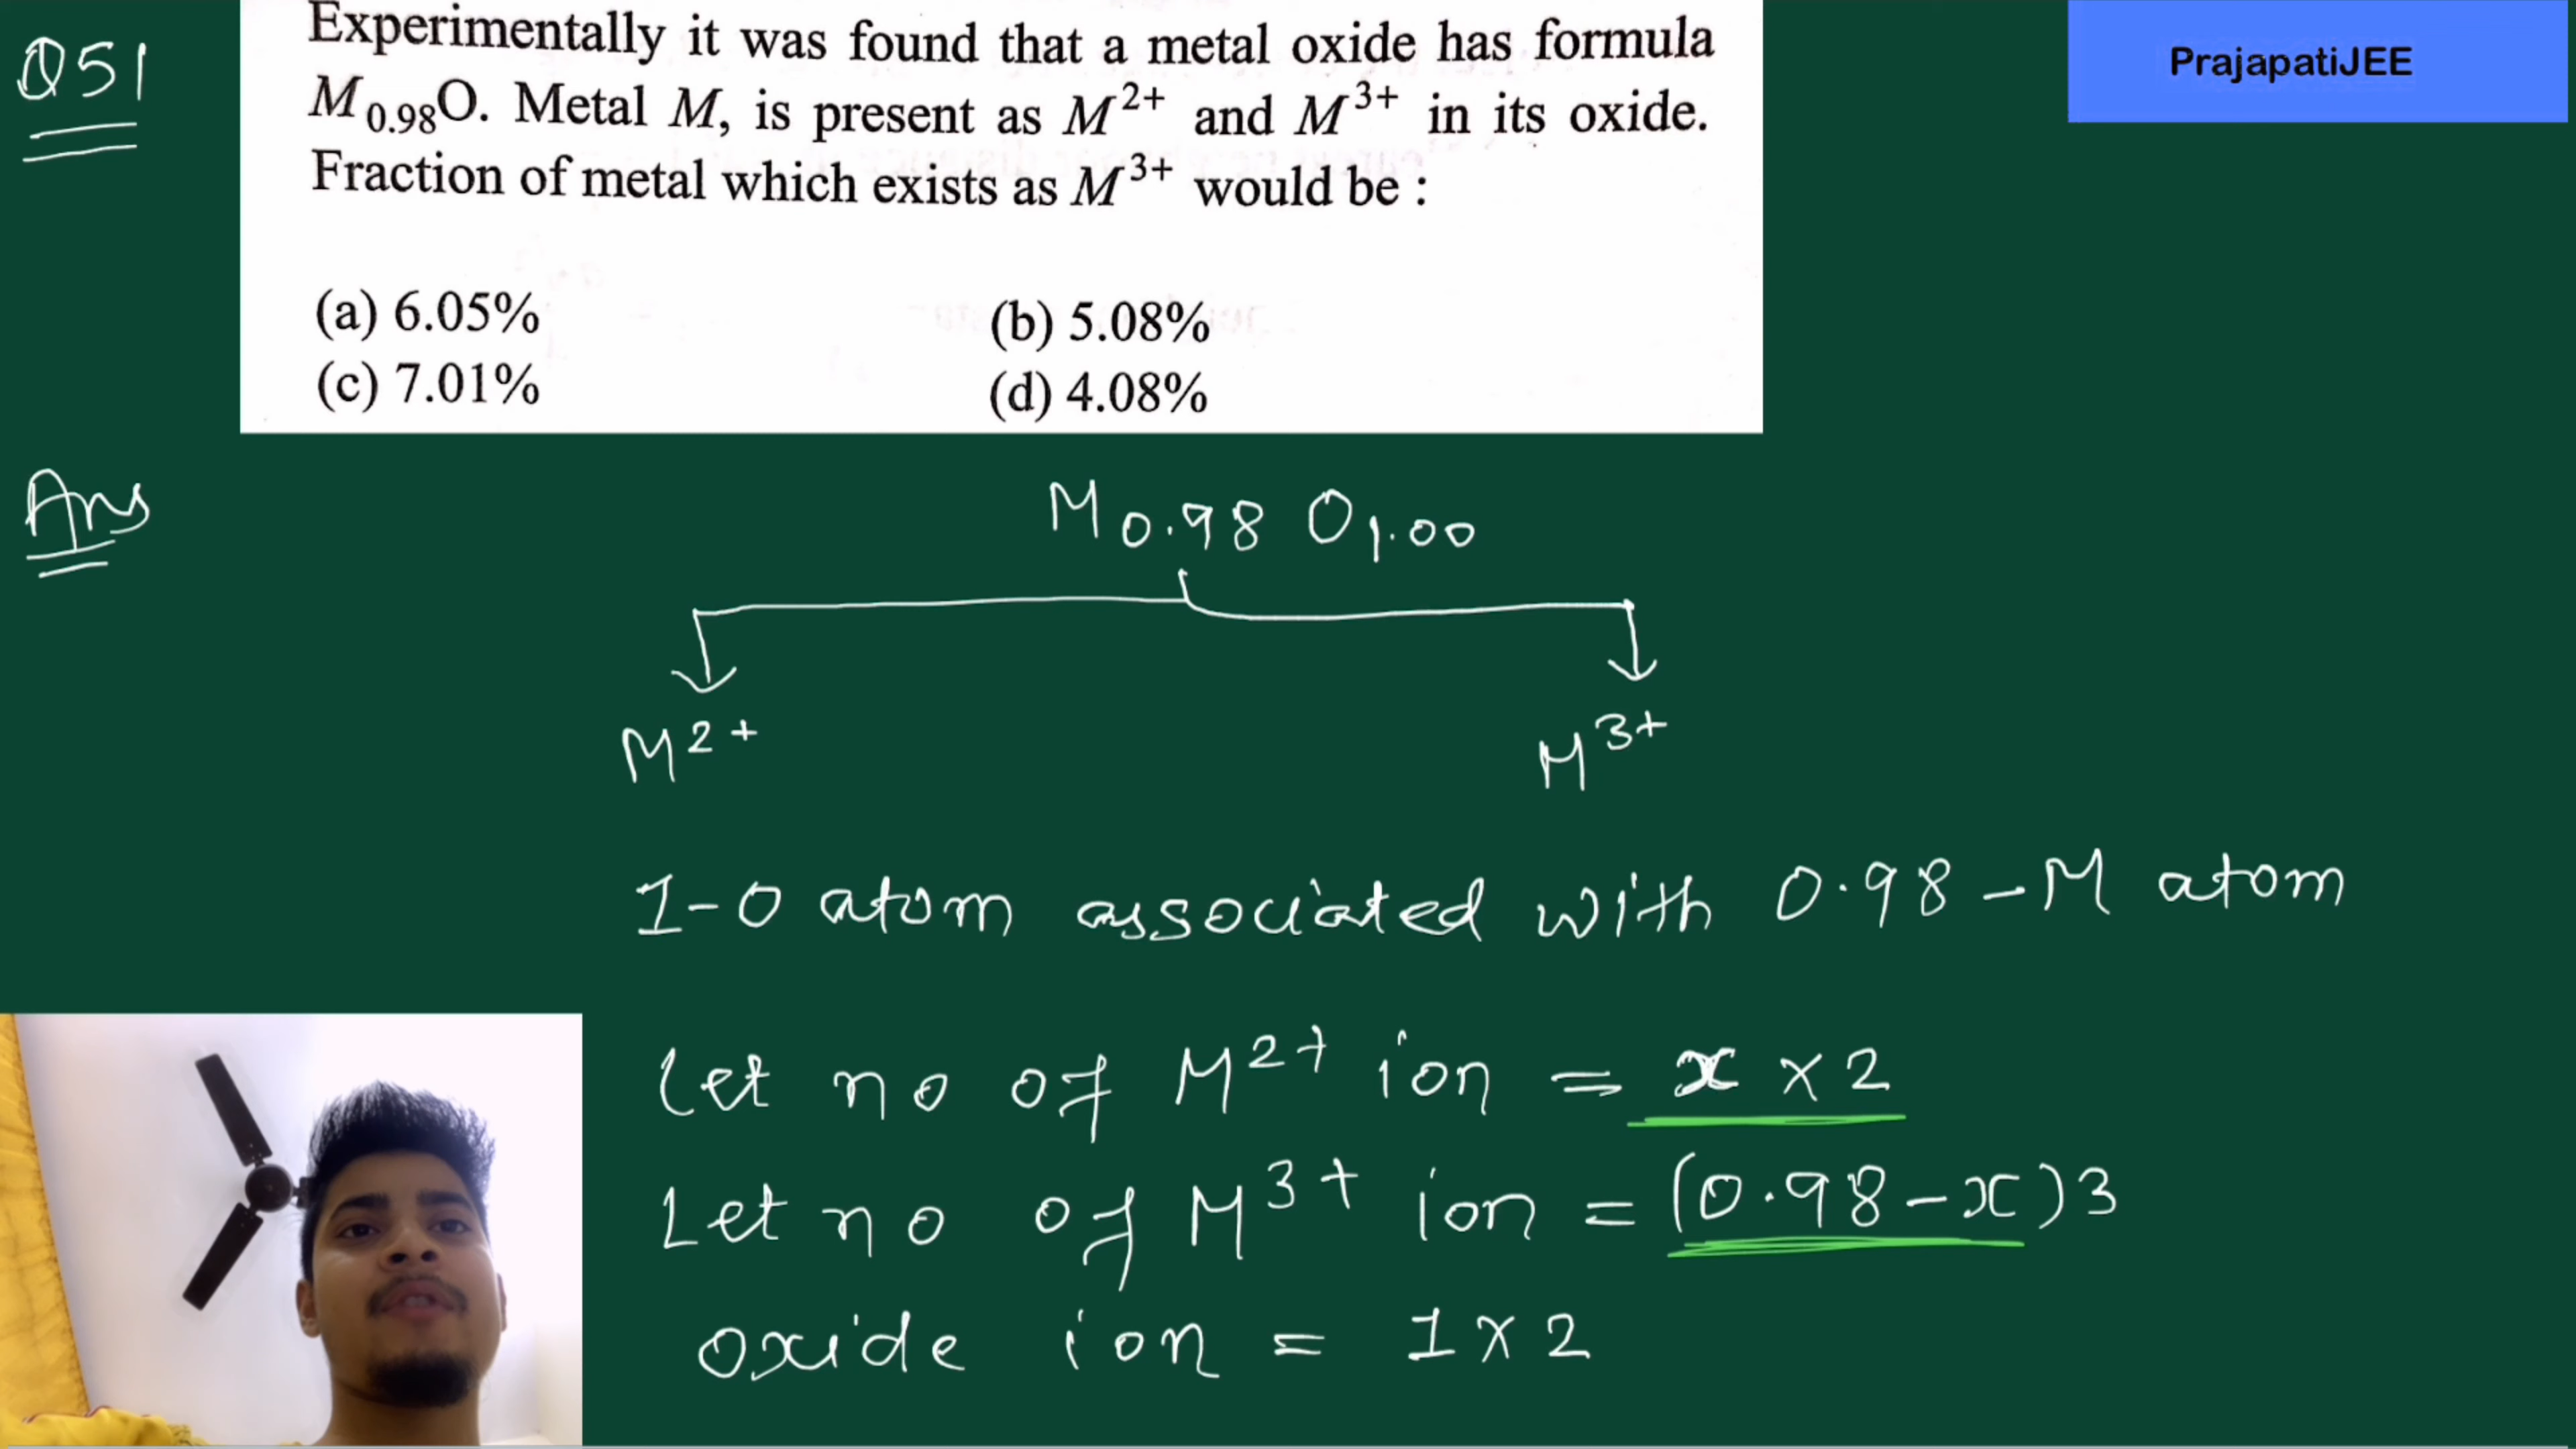 Q51
Experimentally it was found that a metal oxide has formula
M0.98O. Metal M, is present as M2+ and M3+ in its oxide.
Fraction of metal which exists as M3+ would be :
(a) 6.05%
(b) 5.08%
(c) 7.01%
(d) 4.08%
PrajapatiJEE
Ans
M0.98 O1.00
M2+
M3+
1-O atom associated with 0.98-M atom
Let no of M2+ ion = x × 2
Let no of M3+ ion = (0.98-x)3
oxide ion = 1×2